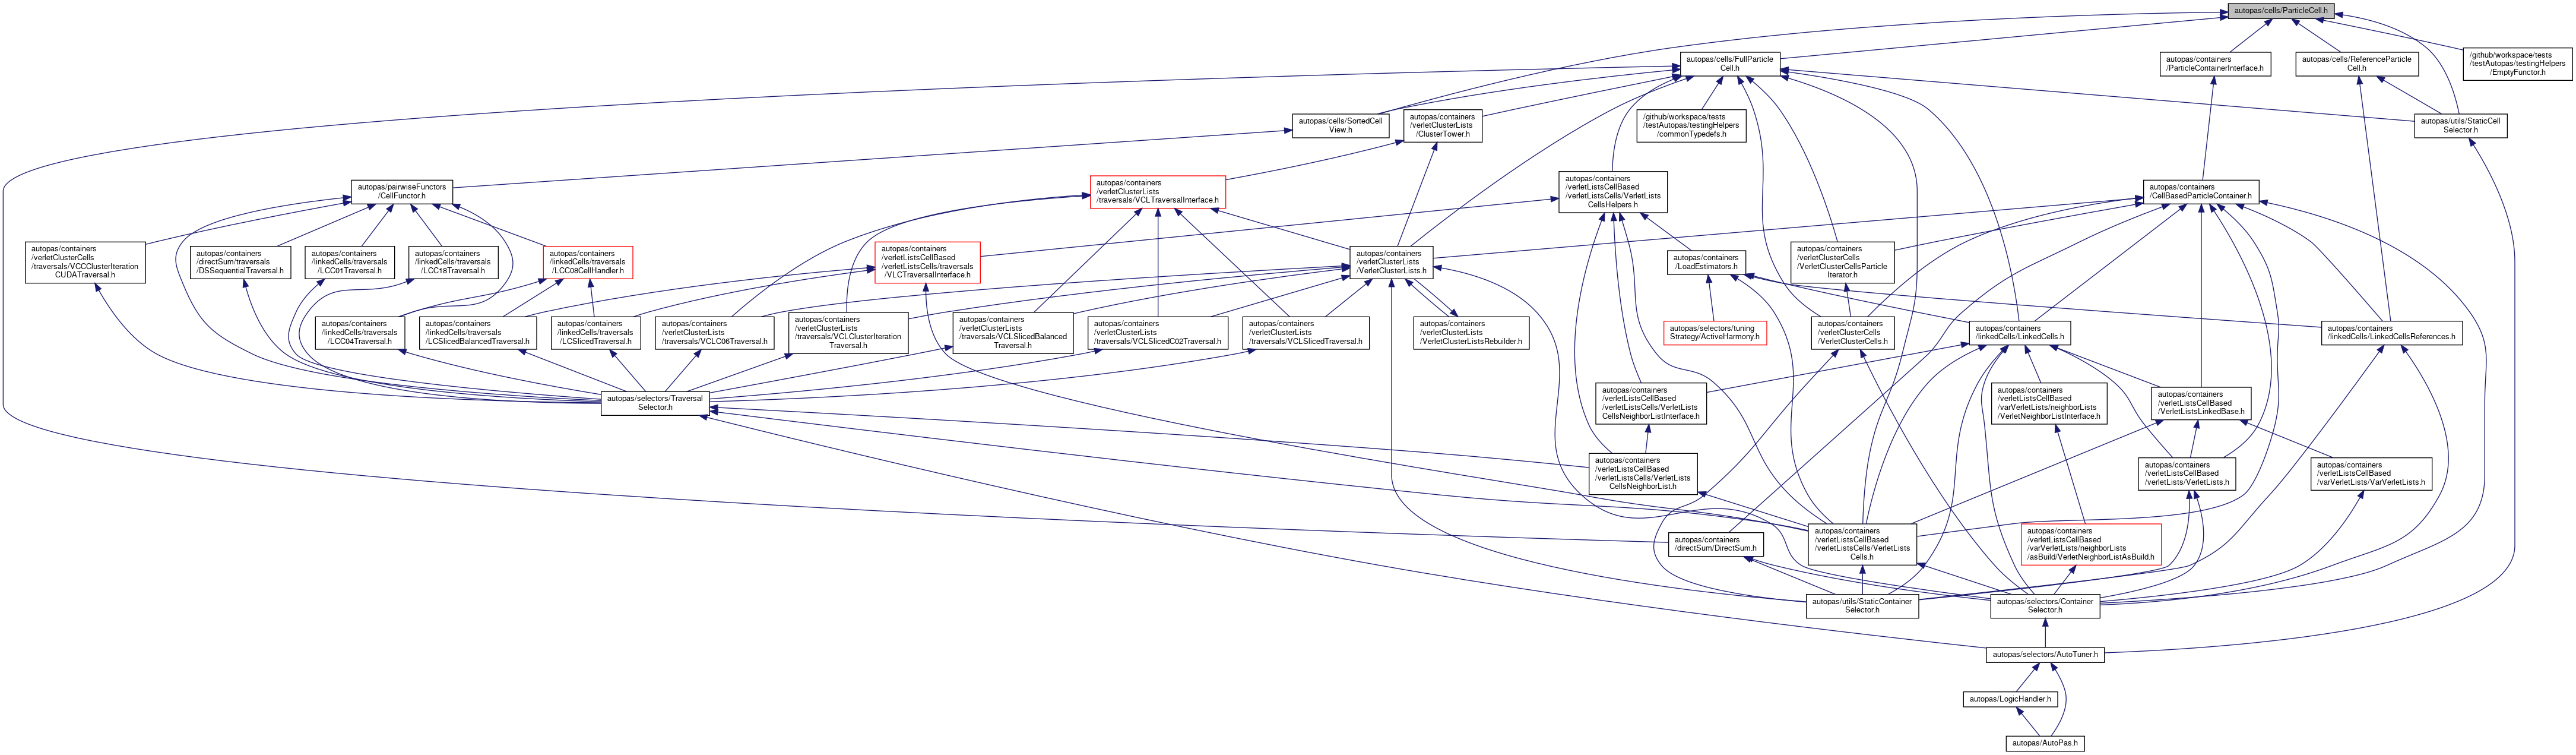 autopas/cells/ParticleCell.h
autopas/cells/FullParticle
Cell.h
autopas/containers
/ParticleContainerInterface.h
autopas/cells/ReferenceParticle
Cell.h
/github/workspace/tests
/testAutopas/testingHelpers
/EmptyFunctor.h
autopas/cells/SortedCell
View.h
autopas/containers
/verletClusterLists
/ClusterTower.h
/github/workspace/tests
/testAutopas/testingHelpers
/commonTypedefs.h
autopas/utils/StaticCell
Selector.h
autopas/pairwiseFunctors
/CellFunctor.h
autopas/containers
/verletClusterLists
/traversals/VCLTraversalInterface.h
autopas/containers
/verletListsCellBased
/verletListsCells/VerletLists
CellsHelpers.h
autopas/containers
/CellBasedParticleContainer.h
autopas/containers
/verletClusterCells
/traversals/VCCClusterIteration
CUDATraversal.h
autopas/containers
/directSum/traversals
/DSSequentialTraversal.h
autopas/containers
/linkedCells/traversals
/LCC01Traversal.h
autopas/containers
/linkedCells/traversals
/LCC18Traversal.h
autopas/containers
/linkedCells/traversals
/LCC08CellHandler.h
autopas/containers
/verletListsCellBased
/verletListsCells/traversals
/VLCTraversalInterface.h
autopas/containers
/verletClusterLists
/VerletClusterLists.h
autopas/containers
/LoadEstimators.h
autopas/containers
/verletClusterCells
/VerletClusterCellsParticle
Iterator.h
autopas/containers
/linkedCells/traversals
/LCC04Traversal.h
autopas/containers
/linkedCells/traversals
/LCSlicedBalancedTraversal.h
autopas/containers
/linkedCells/traversals
/LCSlicedTraversal.h
autopas/containers
/verletClusterLists
/traversals/VCLC06Traversal.h
autopas/containers
/verletClusterLists
/traversals/VCLClusterIteration
Traversal.h
autopas/containers
/verletClusterLists
/traversals/VCLSlicedBalanced
Traversal.h
autopas/containers
/verletClusterLists
/traversals/VCLSlicedC02Traversal.h
autopas/containers
/verletClusterLists
/traversals/VCLSlicedTraversal.h
autopas/containers
/verletClusterLists
/VerletClusterListsRebuilder.h
autopas/selectors/tuning
Strategy/ActiveHarmony.h
autopas/containers
/verletClusterCells
/VerletClusterCells.h
autopas/containers
/linkedCells/LinkedCells.h
autopas/containers
/linkedCells/LinkedCellsReferences.h
autopas/selectors/Traversal
Selector.h
autopas/containers
/verletListsCellBased
/verletListsCells/VerletLists
CellsNeighborListInterface.h
autopas/containers
/verletListsCellBased
/varVerletLists/neighborLists
/VerletNeighborListInterface.h
autopas/containers
/verletListsCellBased
/VerletListsLinkedBase.h
autopas/containers
/verletListsCellBased
/verletListsCells/VerletLists
CellsNeighborList.h
autopas/containers
/verletListsCellBased
/verletLists/VerletLists.h
autopas/containers
/verletListsCellBased
/varVerletLists/VarVerletLists.h
autopas/containers
/directSum/DirectSum.h
autopas/containers
/verletListsCellBased
/verletListsCells/VerletLists
Cells.h
autopas/containers
/verletListsCellBased
/varVerletLists/neighborLists
/asBuild/VerletNeighborListAsBuild.h
autopas/utils/StaticContainer
Selector.h
autopas/selectors/Container
Selector.h
autopas/selectors/AutoTuner.h
autopas/LogicHandler.h
autopas/AutoPas.h